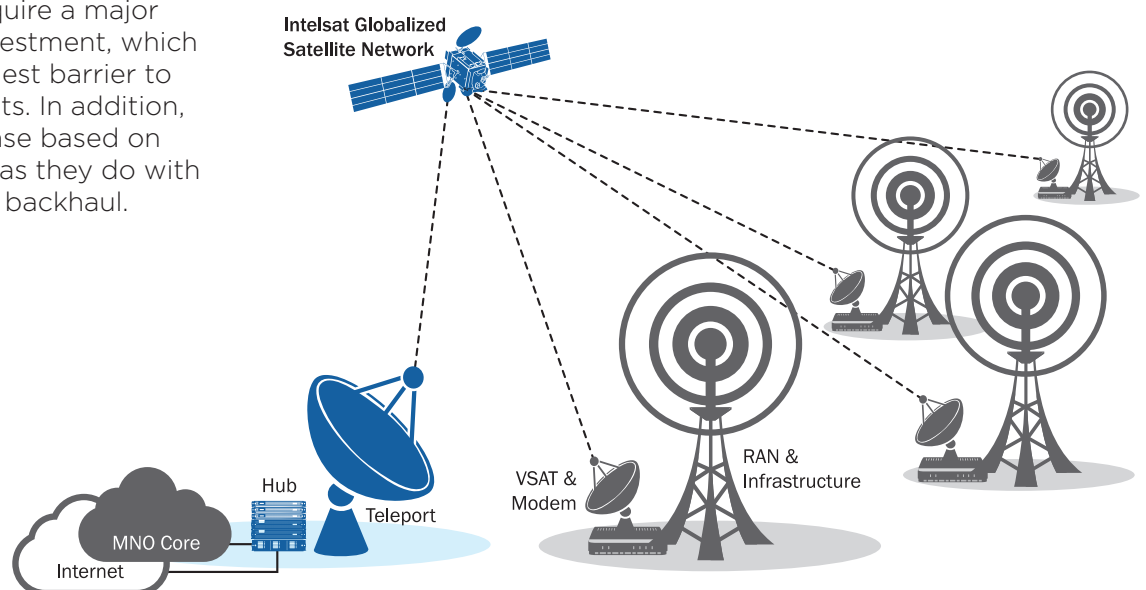 quire a major
estment, which
est barrier to
ts. In addition,
ase based on
as they do with
backhaul.
Intelsat Globalized
Satellite Network
VSAT &
Modem
RAN &
Infrastructure
Hub
Teleport
MNO Core
Internet